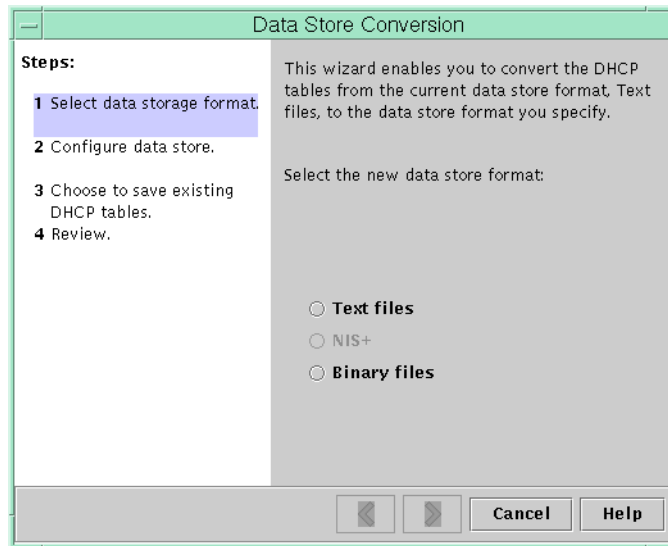 Data Store Conversion
Steps:
1 Select data storage format.
2 Configure data store.
3 Choose to save existing
DHCP tables.
4 Review.
This wizard enables you to convert the DHCP
tables from the current data store format, Text
files, to the data store format you specify.
Select the new data store format:
Text files
NIS+
Binary files
Cancel
Help